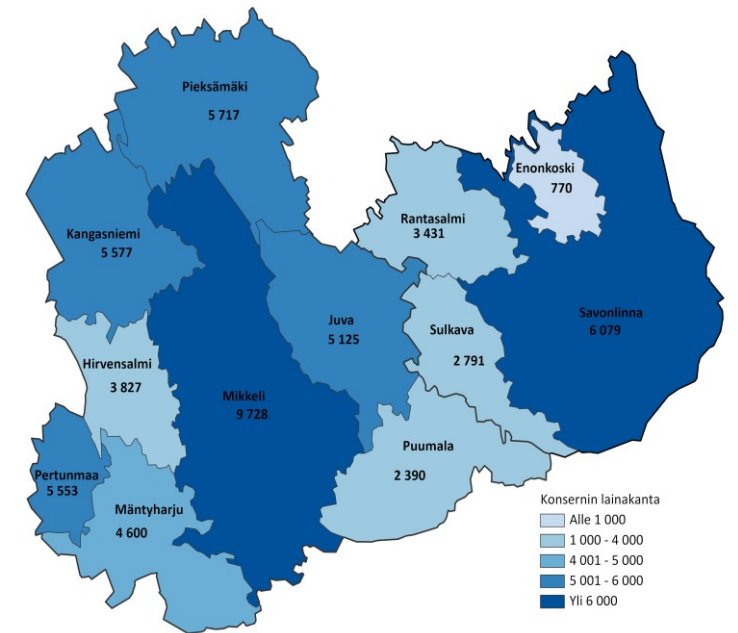 Pieksämäki
5 717
Enonkoski
770
Rantasalmi
3 431
Kangasniemi
5 577
Savonlinna
6 079
Juva
5 125
Sulkava
2 791
Hirvensalmi
3 827
Mikkeli
9 728
Puumala
2 390
Pertunmaa
5 553
Mäntyharju
4 600
Konsernin lainakanta
Alle 1 000
1 000 - 4 000
4 001 - 5 000
5 001 - 6 000
Yli 6 000